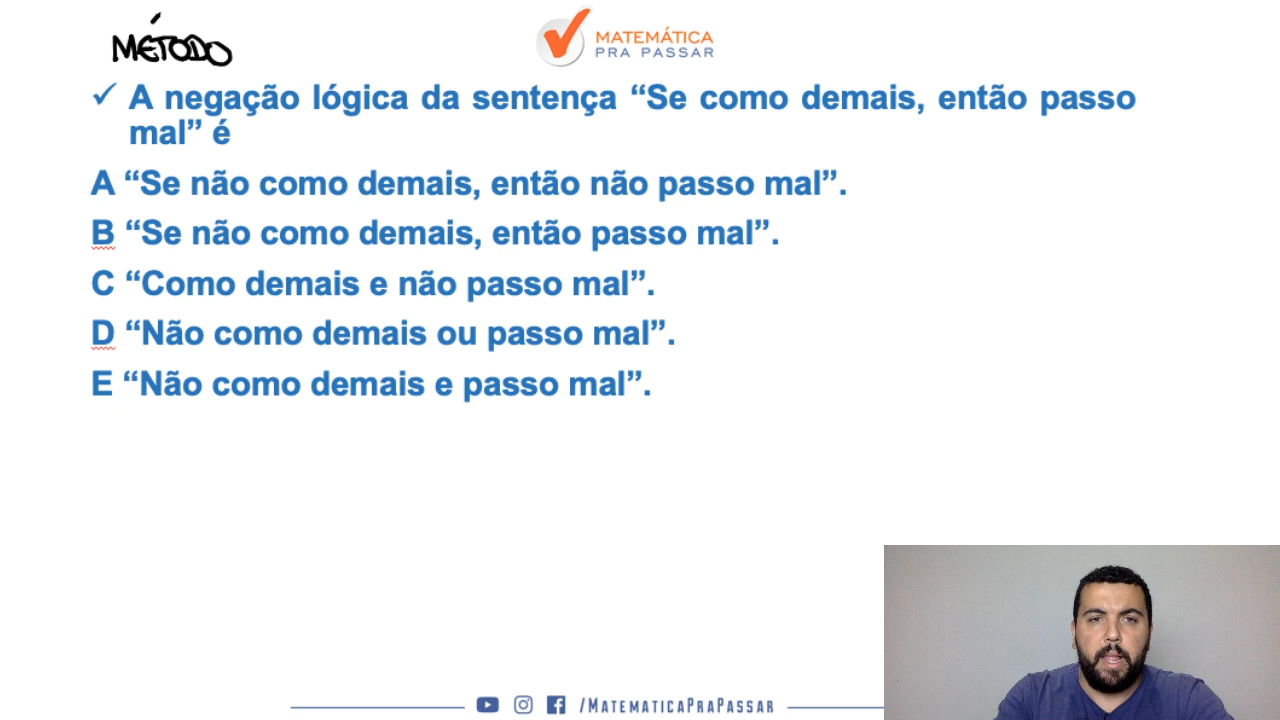 MÉTODO
MATEMÁTICA
PRA PASSAR
✓ A negação lógica da sentença “Se como demais, então passo
mal” é
A “Se não como demais, então não passo mal”.
B “Se não como demais, então passo mal”.
C “Como demais e não passo mal”.
D “Não como demais ou passo mal”.
E “Não como demais e passo mal”.
/MATEMATICAPRAPASSAR